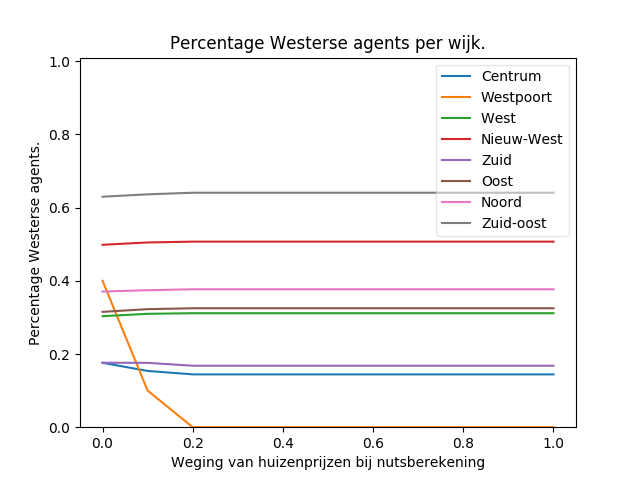 Percentage Westerse agents per wijk.
Percentage Westerse agents.
1.0
0.8
0.6
0.4
0.2
0.0
Centrum
Westpoort
West
Nieuw-West
Zuid
Oost
Noord
Zuid-oost
0.0 0.2 0.4 0.6 0.8 1.0
Weging van huizenprijzen bij nutsberekening